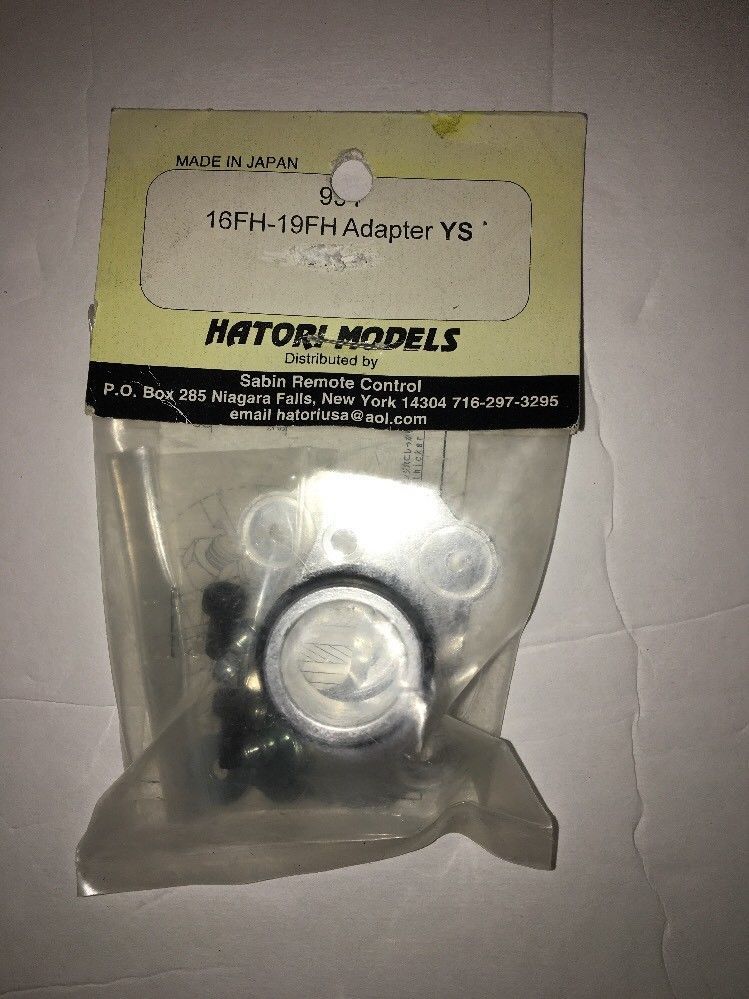 MADE IN JAPAN
16FH-19FH Adapter YS
HATORI MODELS
Distributed by
Sabin Remote Control
P.O. Box 285 Niagara Falls, New York 14304 716-297-3295
email hatoriusa@aol.com
thicker